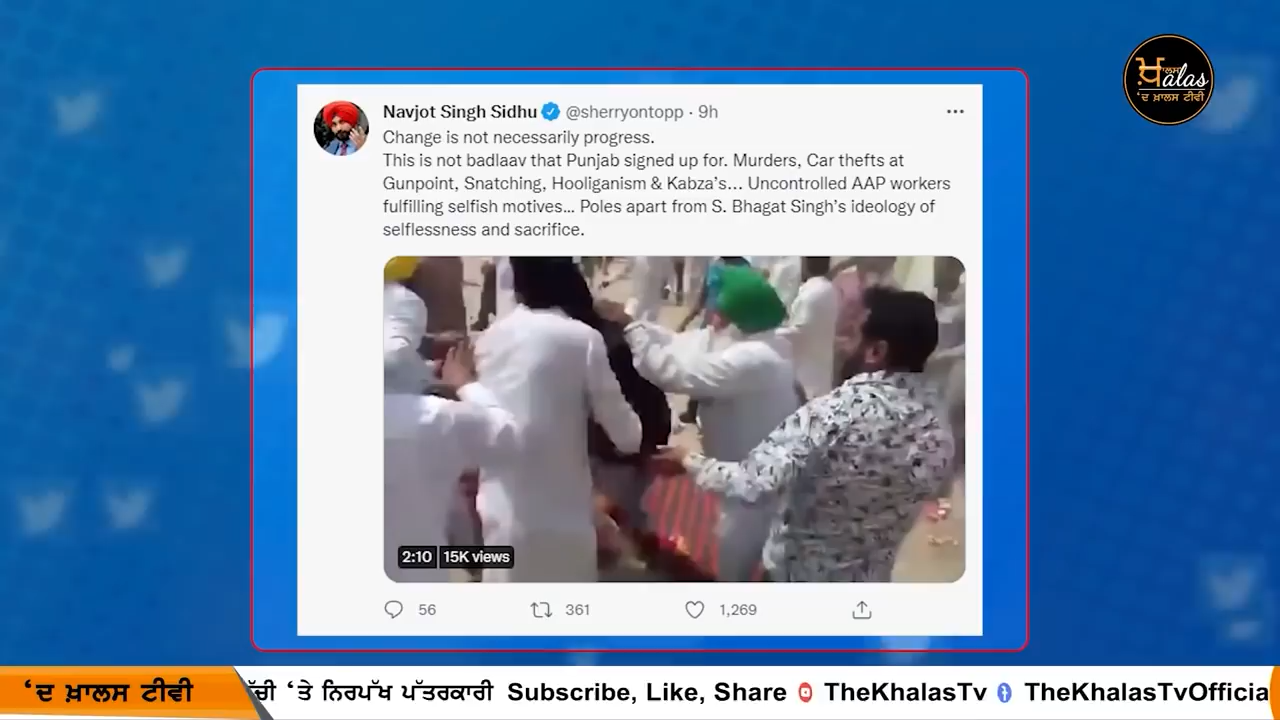 ਖ਼ਾਲਸ
alas
‘ਦ ਖ਼ਾਲਸ ਟੀਵੀ
Navjot Singh Sidhu @sherryontopp · 9h
Change is not necessarily progress.
This is not badlaav that Punjab signed up for. Murders, Car thefts at
Gunpoint, Snatching, Hooliganism & Kabza’s... Uncontrolled AAP workers
fulfilling selfish motives... Poles apart from S. Bhagat Singh’s ideology of
selflessness and sacrifice.
2:10 15K views
56 361 1,269
‘ਦ ਖ਼ਾਲਸ ਟੀਵੀ
‘ਤੇ ਨਿਰਪੱਖ ਪੱਤਰਕਾਰੀ Subscribe, Like, Share TheKhalasTv TheKhalasTvOfficia